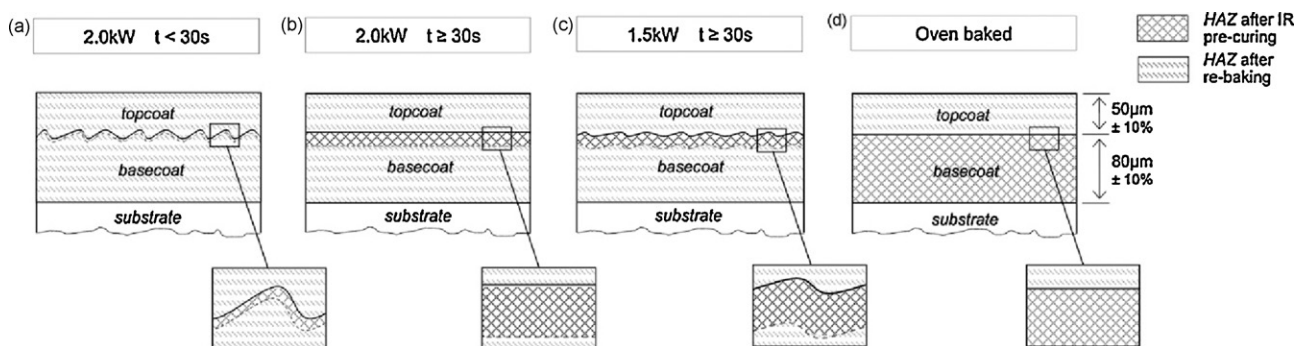 (a)
2.0kW t < 30s
(b)
2.0kW t ≥ 30s
(c)
1.5kW t ≥ 30s
(d)
Oven baked
HAZ after IR
pre-curing
HAZ after
re-baking
topcoat
basecoat
substrate
topcoat
basecoat
substrate
topcoat
basecoat
substrate
topcoat
basecoat
substrate
50μm
± 10%
80μm
± 10%